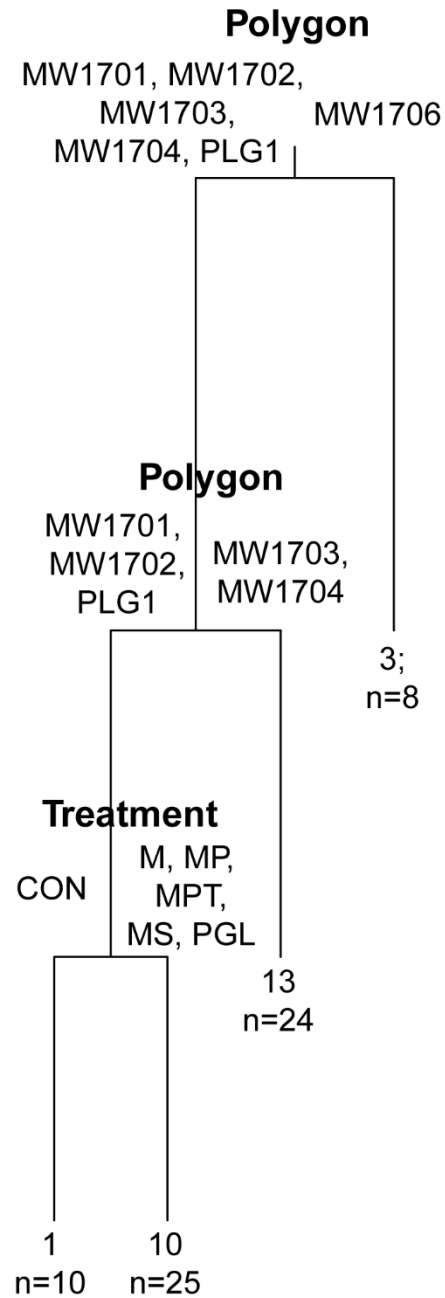 Polygon
MW1701, MW1702,
MW1703,
MW1704, PLG1
MW1706
Polygon
MW1701,
MW1702,
PLG1
MW1703,
MW1704
3;
n=8
Treatment
CON
M, MP,
MPT,
MS, PGL
13
n=24
1
n=10
10
n=25